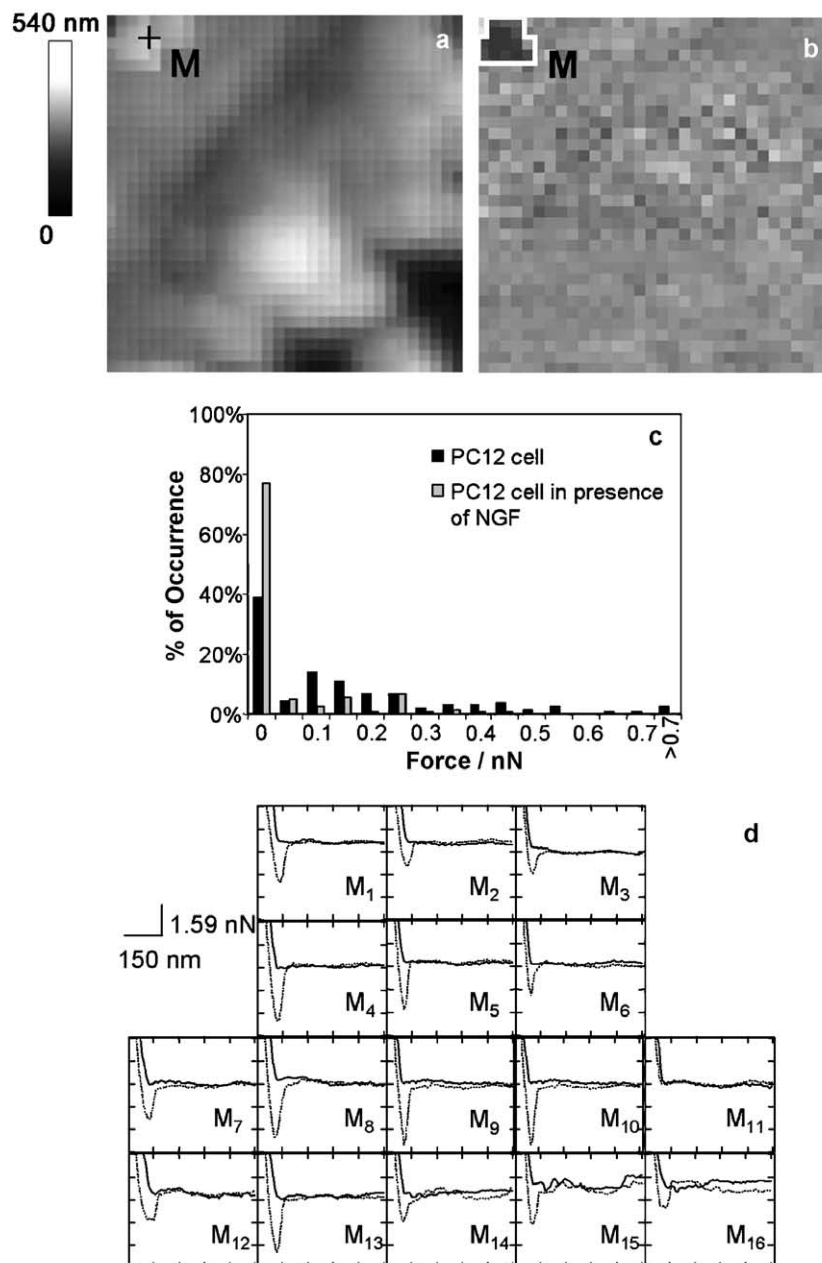 540 nm
a
M
0
b
M
c
100%
80%
60%
40%
20%
0%
% of Occurrence
PC12 cell
PC12 cell in presence
of NGF
0 0.1 0.2 0.3 0.4 0.5 0.6 0.7 >0.7
Force / nN
d
1.59 nN
150 nm
M1 M2 M3
M4 M5 M6
M7 M8 M9 M10 M11
M12 M13 M14 M15 M16